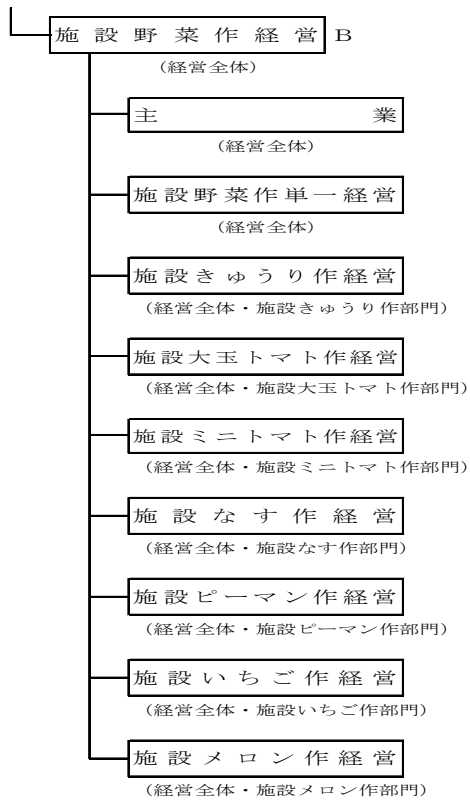 施設野菜作経営 B
(経営全体)
主業
(経営全体)
施設野菜作単一経営
(経営全体)
施設きゅうり作経営
(経営全体・施設きゅうり作部門)
施設大玉トマト作経営
(経営全体・施設大玉トマト作部門)
施設ミニトマト作経営
(経営全体・施設ミニトマト作部門)
施設なす作経営
(経営全体・施設なす作部門)
施設ピーマン作経営
(経営全体・施設ピーマン作部門)
施設いちご作経営
(経営全体・施設いちご作部門)
施設メロン作経営
(経営全体・施設メロン作部門)